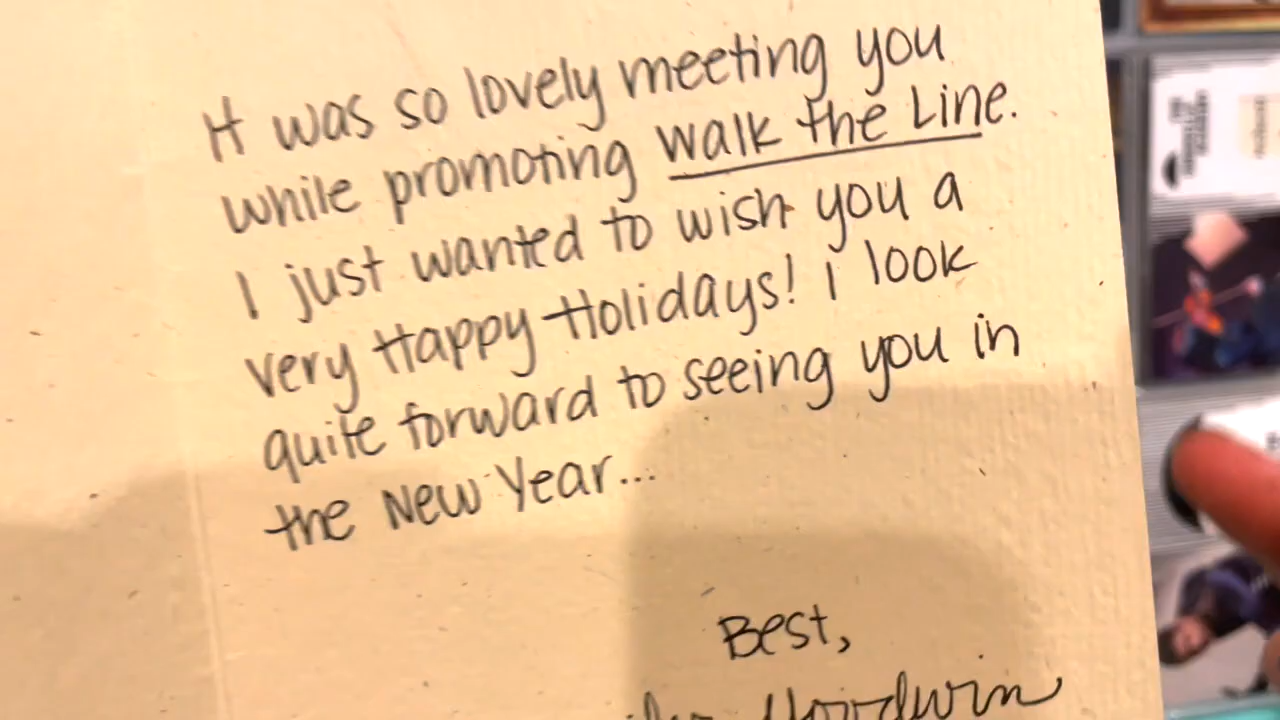 It was so lovely meeting you
while promoting Walk the Line.
I just wanted to wish you a
very Happy Holidays! I look
quite forward to seeing you in
the New Year...
Best,
Goodwin